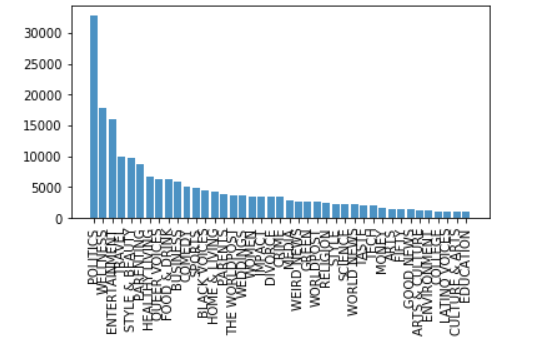 30000
25000
20000
15000
10000
5000
0
POLITICS
WELLNESS
ENTERTAINMENT
TRAVEL
STYLE & BEAUTY
PARENTING
HEALTHY LIVING
QUEER VOICES
FOOD & DRINK
BUSINESS
COMEDY
SPORTS
BLACK VOICES
HOME & LIVING
PARENTS
THE WORLDPOST
WEDDINGS
WOMEN
IMPACT
DIVORCE
CRIME
MEDIA
WEIRD NEWS
GREEN
WORLDPOST
RELIGION
STYLE
SCIENCE
WORLD NEWS
TASTE
TECH
MONEY
ARTS
FIFTY
GOOD NEWS
ARTS & CULTURE
ENVIRONMENT
COLLEGE
LATINO VOICES
CULTURE & ARTS
EDUCATION